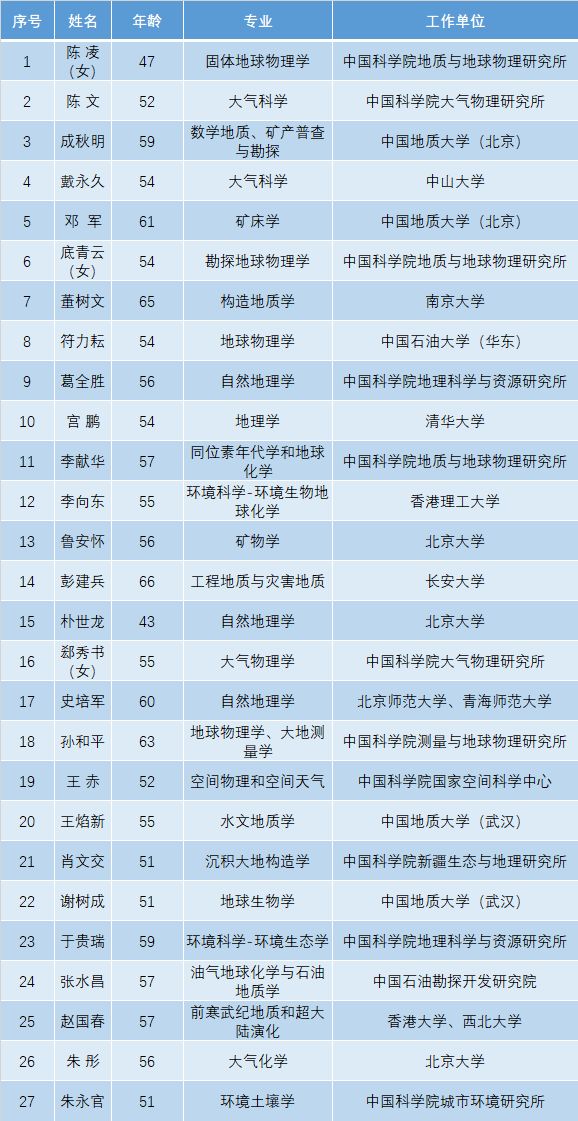 序号 姓名 年龄 专业 工作单位
1 陈 凌 47 固体地球物理学 中国科学院地质与地球物理研究所
（女）
2 陈 文 52 大气科学 中国科学院大气物理研究所
3 成秋明 59 数学地质、矿产普查 中国地质大学（北京）
与勘探
4 戴永久 54 大气科学 中山大学
5 邓 军 61 矿床学 中国地质大学（北京）
6 底青云 54 勘探地球物理学 中国科学院地质与地球物理研究所
（女）
7 董树文 65 构造地质学 南京大学
8 符力耘 54 地球物理学 中国石油大学（华东）
9 葛全胜 56 自然地理学 中国科学院地理科学与资源研究所
10 宫 鹏 54 地理学 清华大学
11 李献华 57 同位素年代学和地球 中国科学院地质与地球物理研究所
化学
12 李向东 55 环境科学-环境生物地 香港理工大学
球化学
13 鲁安怀 56 矿物学 北京大学
14 彭建兵 66 工程地质与灾害地质 长安大学
15 朴世龙 43 自然地理学 北京大学
16 郄秀书 55 大气物理学 中国科学院大气物理研究所
（女）
17 史培军 60 自然地理学 北京师范大学、青海师范大学
18 孙和平 63 地球物理学、大地测 中国科学院测量与地球物理研究所
量学
19 王 赤 52 空间物理和空间天气 中国科学院国家空间科学中心
20 王焰新 55 水文地质学 中国地质大学（武汉）
21 肖文交 51 沉积大地构造学 中国科学院新疆生态与地理研究所
22 谢树成 51 地球生物学 中国地质大学（武汉）
23 于贵瑞 59 环境科学-环境生态学 中国科学院地理科学与资源研究所
24 张水昌 57 油气地球化学与石油 中国石油勘探开发研究院
地质学
25 赵国春 57 前寒武纪地质和超大 香港大学、西北大学
陆演化
26 朱 彤 56 大气化学 北京大学
27 朱永官 51 环境土壤学 中国科学院城市环境研究所